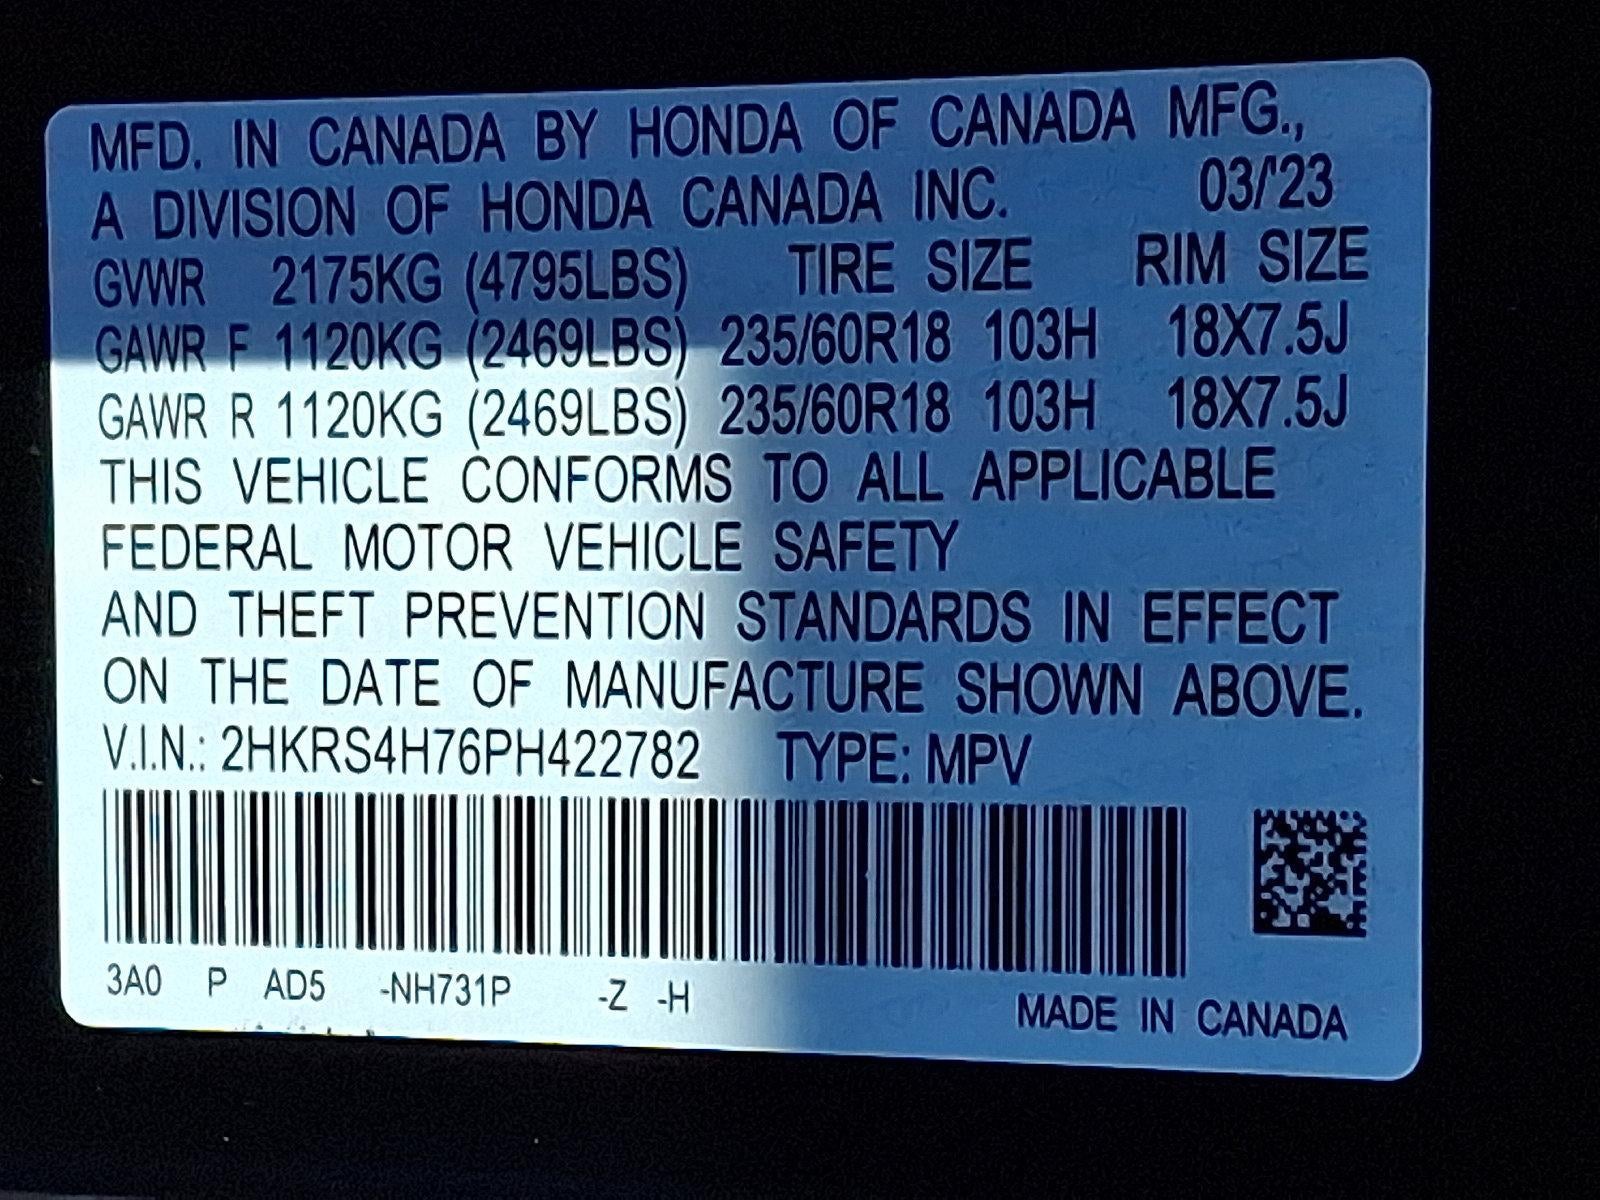 MFD. IN CANADA BY HONDA OF CANADA MFG.,
A DIVISION OF HONDA CANADA INC. 03/'23
GVWR 2175KG (4795LBS) TIRE SIZE RIM SIZE
GAWR F 1120KG (2469LBS) 235/60R18 103H 18X7.5J
GAWR R 1120KG (2469LBS) 235/60R18 103H 18X7.5J
THIS VEHICLE CONFORMS TO ALL APPLICABLE
FEDERAL MOTOR VEHICLE SAFETY
AND THEFT PREVENTION STANDARDS IN EFFECT
ON THE DATE OF MANUFACTURE SHOWN ABOVE.
V.I.N.: 2HKRS4H76PH422782 TYPE: MPV
3A0 P AD5 -NH731P -Z -H
MADE IN CANADA